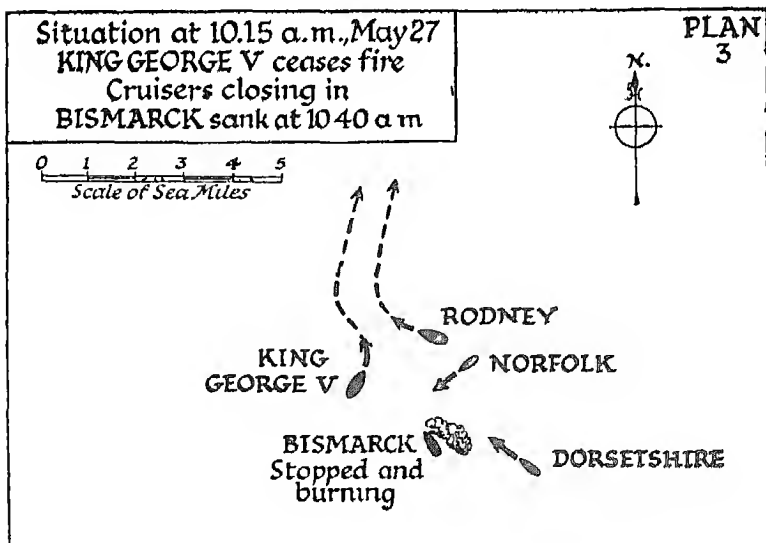 Situation at 10.15 a.m., May 27
KING GEORGE V ceases fire
Cruisers closing in
BISMARCK sank at 10 40 a m
PLAN
3
N.
0 1 2 3 4 5
Scale of Sea Miles
RODNEY
KING
GEORGE V
NORFOLK
BISMARCK
Stopped and
burning
DORSETSHIRE